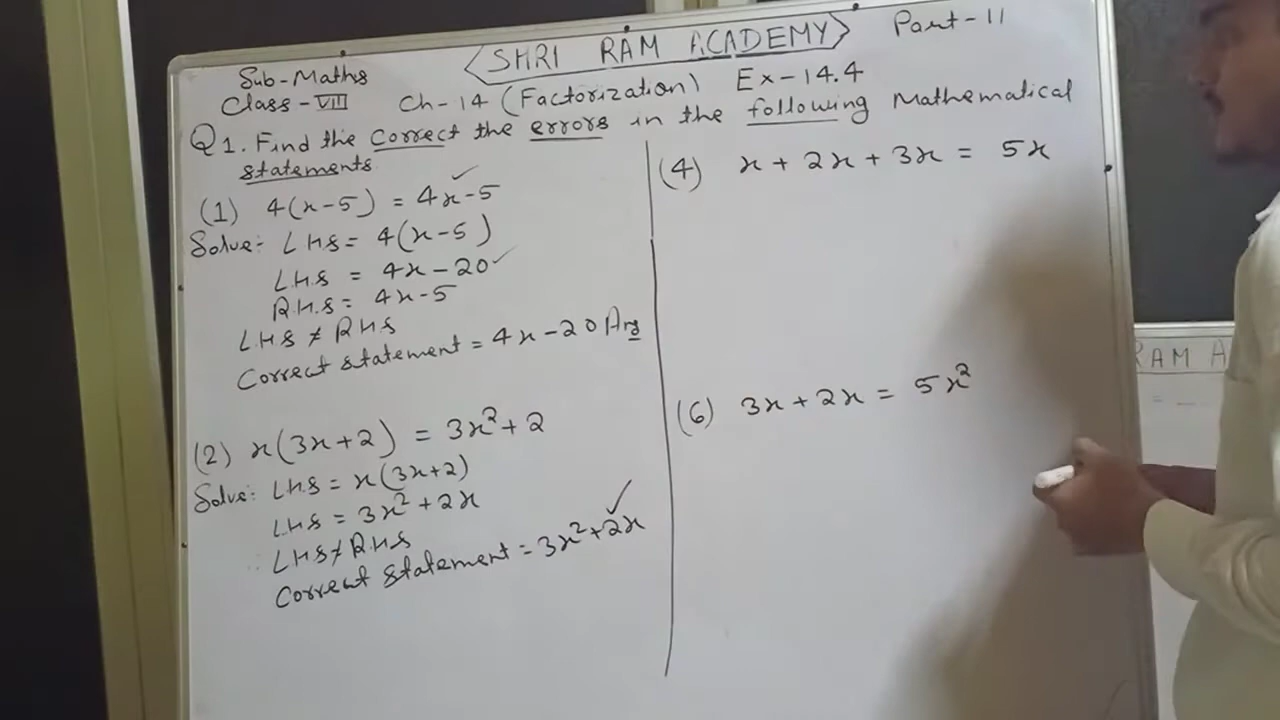 SHRI RAM ACADEMY Part-11
Sub-Maths
Class-VIII Ch-14 (Factorization) Ex-14.4
Q1. Find the correct the errors in the following Mathematical
statements
(1) 4(x-5) = 4x-5
Solve: LHS = 4(x-5)
LHS = 4x-20
RHS = 4x-5
LHS ≠ RHS
Correct statement = 4x-20 Ans
(2) x(3x+2) = 3x²+2
Solve: LHS = x(3x+2)
LHS = 3x²+2x
∴ LHS ≠ RHS
Correct statement = 3x²+2x
(4) x + 2x + 3x = 5x
(6) 3x + 2x = 5x²
RAM A